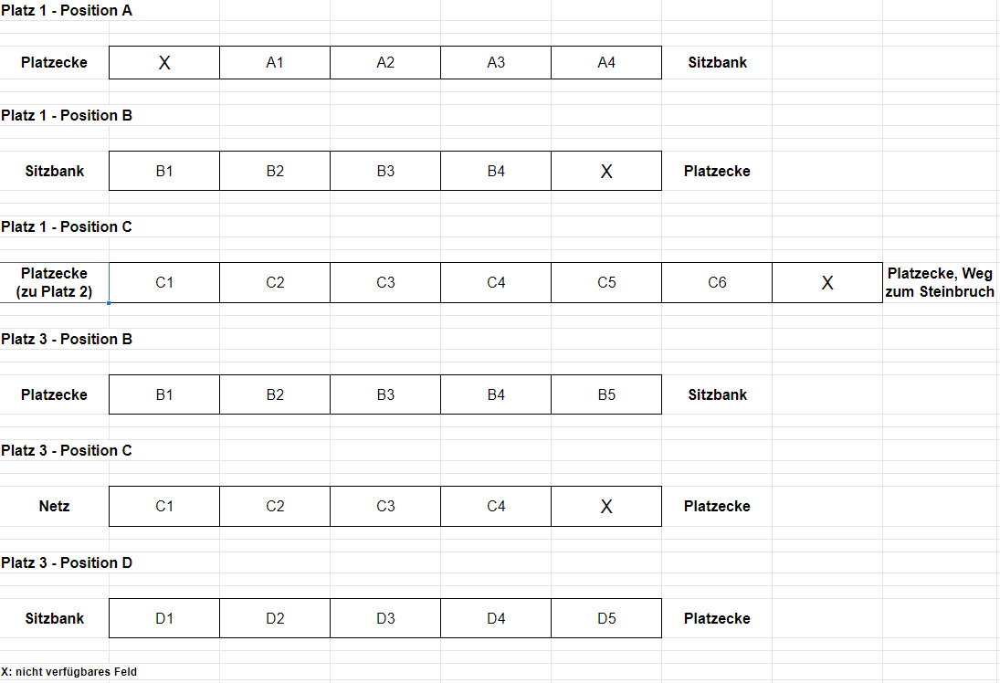 Platz 1 - Position A
Platzecke X A1 A2 A3 A4 Sitzbank
Platz 1 - Position B
Sitzbank B1 B2 B3 B4 X Platzecke
Platz 1 - Position C
Platzecke
(zu Platz 2) C1 C2 C3 C4 C5 C6 X Platzecke, Weg
zum Steinbruch
Platz 3 - Position B
Platzecke B1 B2 B3 B4 B5 Sitzbank
Platz 3 - Position C
Netz C1 C2 C3 C4 X Platzecke
Platz 3 - Position D
Sitzbank D1 D2 D3 D4 D5 Platzecke
X: nicht verfügbares Feld